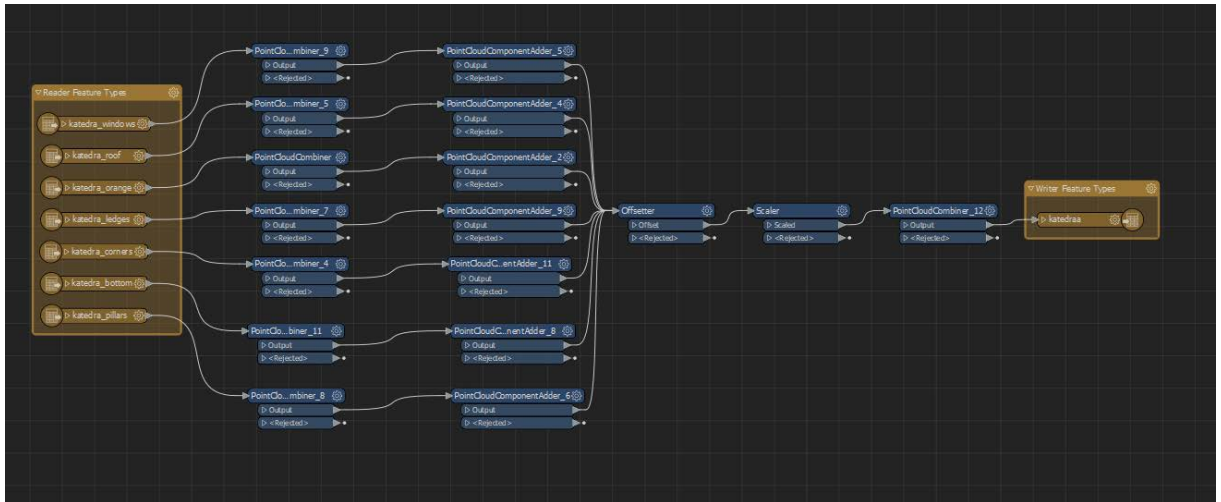 Reader Feature Types
katedra_windows
katedra_roof
katedra_orange
katedra_ledges
katedra_corners
katedra_bottom
katedra_pillars
PointClo...mbiner_9
Output
<Rejected>
PointCloudComponentAdder_5
Output
<Rejected>
PointClo...mbiner_5
Output
<Rejected>
PointCloudComponentAdder_4
Output
<Rejected>
PointCloudCombiner
Output
<Rejected>
PointCloudComponentAdder_2
Output
<Rejected>
PointClo...mbiner_7
Output
<Rejected>
PointCloudComponentAdder_9
Output
<Rejected>
PointClo...mbiner_4
Output
<Rejected>
PointCloudC...entAdder_11
Output
<Rejected>
PointClo...biner_11
Output
<Rejected>
PointCloudC...nentAdder_8
Output
<Rejected>
PointClo...mbiner_8
Output
<Rejected>
PointCloudComponentAdder_6
Output
<Rejected>
Offsetter
Offset
<Rejected>
Scaler
Scaled
<Rejected>
PointCloudCombiner_12
Output
<Rejected>
Writer Feature Types
katedraa